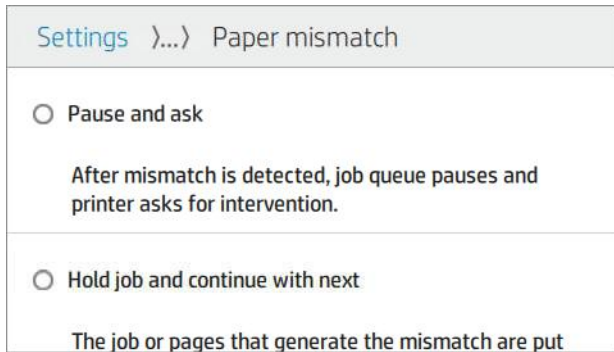 Settings 〉...〉 Paper mismatch
Pause and ask
After mismatch is detected, job queue pauses and
printer asks for intervention.
Hold job and continue with next
The job or pages that generate the mismatch are put